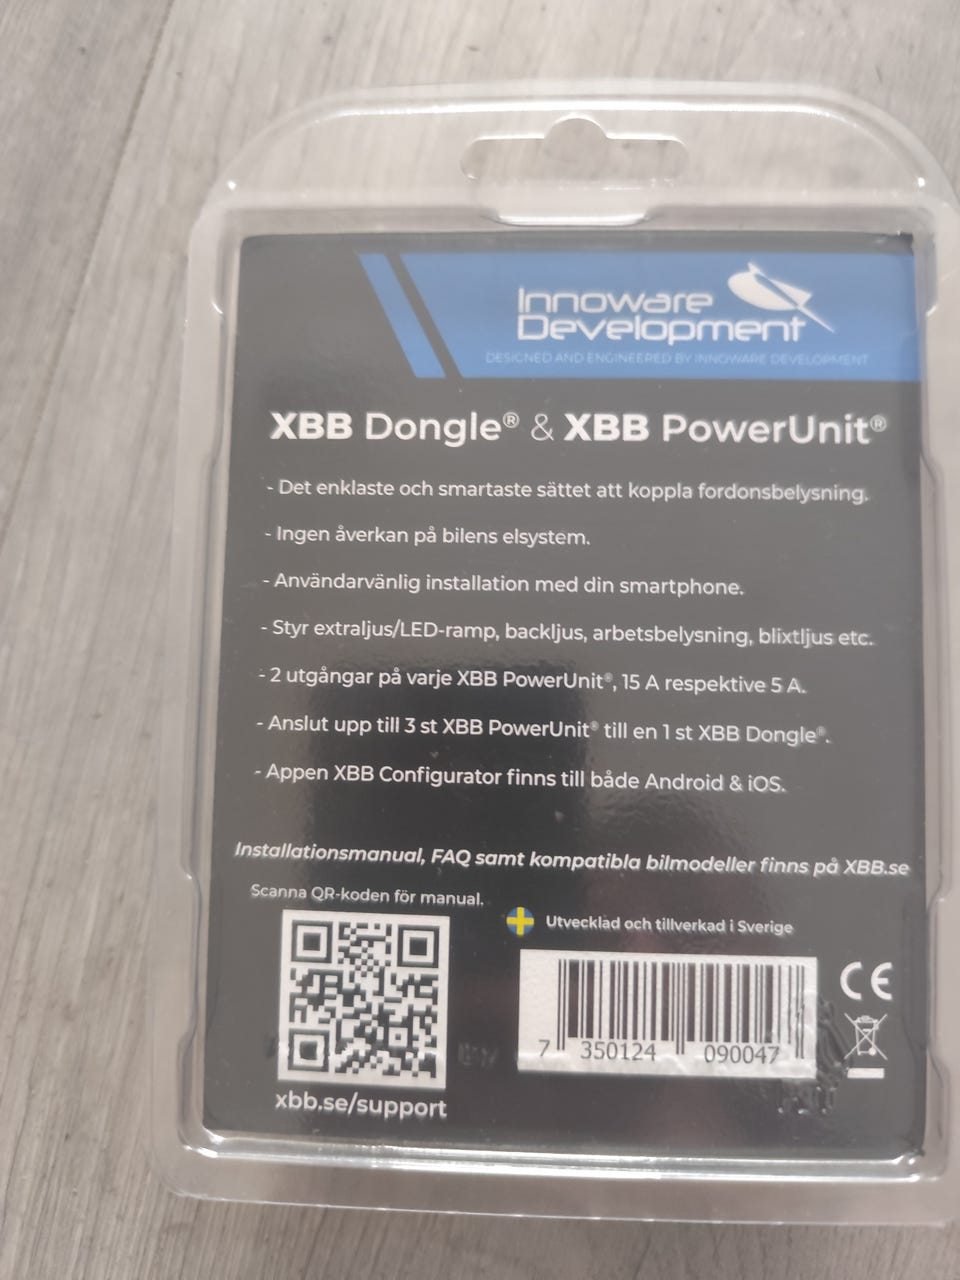 Innoware
Development
DESIGNED AND ENGINEERED BY INNOWARE DEVELOPMENT
XBB Dongle® & XBB PowerUnit®
- Det enklaste och smartaste sättet att koppla fordonsbelysning.
- Ingen åverkan på bilens elsystem.
- Användarvänlig installation med din smartphone.
- Styr extraljus/LED-ramp, backljus, arbetsbelysning, blixtljus etc.
- 2 utgångar på varje XBB PowerUnit®, 15 A respektive 5 A.
- Anslut upp till 3 st XBB PowerUnit® till en 1 st XBB Dongle®.
- Appen XBB Configurator finns till både Android & iOS.
Installationsmanual, FAQ samt kompatibla bilmodeller finns på XBB.se
Scanna QR-koden för manual.
Utvecklad och tillverkad i Sverige
7 350124 090047
CE
xbb.se/support